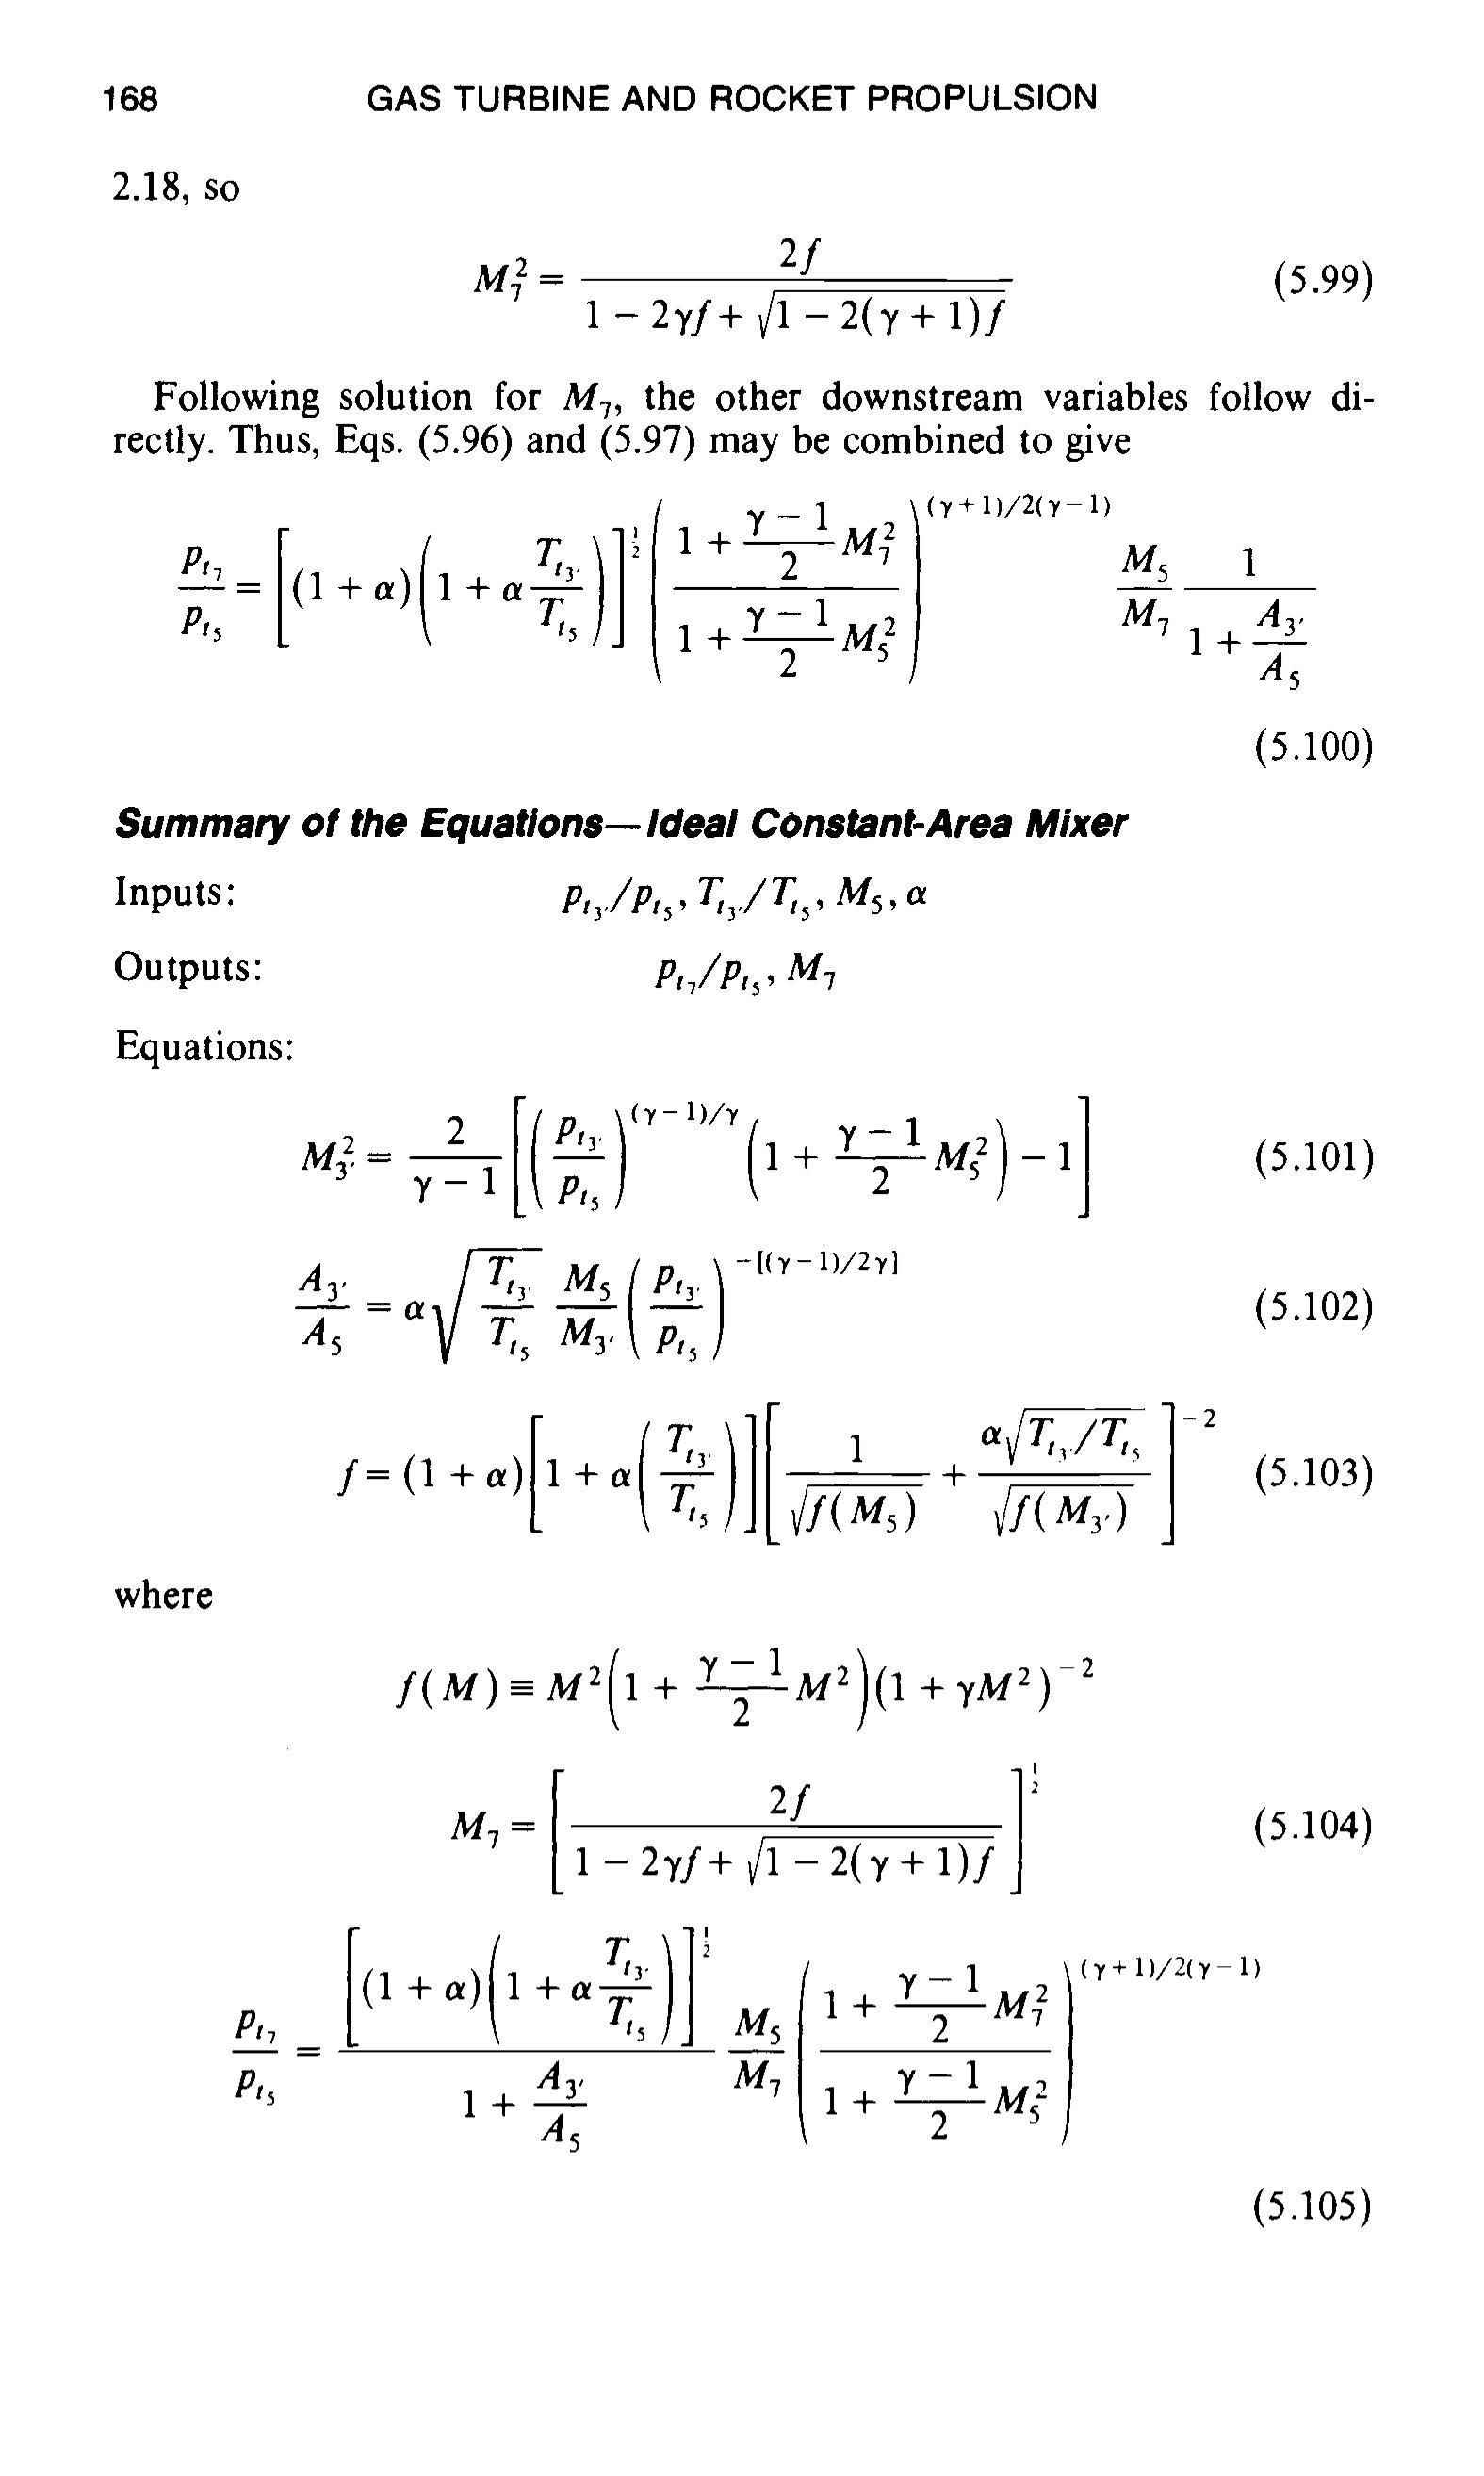 168 GAS TURBINE AND ROCKET PROPULSION
2.18, so
$$M_7^2 = \frac{2f}{1 - 2\gamma f + \sqrt{1 - 2(\gamma + 1)f}} \quad (5.99)$$
Following solution for $M_7$, the other downstream variables follow di-
rectly. Thus, Eqs. (5.96) and (5.97) may be combined to give
$$\frac{p_{t_7}}{p_{t_5}} = \left[(1 + \alpha)\left(1 + \alpha\frac{T_{t_{3'}}}{T_{t_5}}\right)\right]^{\frac{1}{2}} \left(\frac{1 + \frac{\gamma - 1}{2}M_7^2}{1 + \frac{\gamma - 1}{2}M_5^2}\right)^{(\gamma + 1)/2(\gamma - 1)} \frac{M_5}{M_7} \frac{1}{1 + \frac{A_{3'}}{A_5}}$$
(5.100)
Summary of the Equations—Ideal Constant-Area Mixer
Inputs: $p_{t_{3'}}/p_{t_5}, T_{t_{3'}}/T_{t_5}, M_5, \alpha$
Outputs: $p_{t_7}/p_{t_5}, M_7$
Equations:
$$M_{3'}^2 = \frac{2}{\gamma - 1}\left[\left(\frac{p_{t_{3'}}}{p_{t_5}}\right)^{(\gamma - 1)/\gamma}\left(1 + \frac{\gamma - 1}{2}M_5^2\right) - 1\right] \quad (5.101)$$
$$\frac{A_{3'}}{A_5} = \alpha\sqrt{\frac{T_{t_{3'}}}{T_{t_5}}} \frac{M_5}{M_{3'}}\left(\frac{p_{t_{3'}}}{p_{t_5}}\right)^{-[(\gamma - 1)/2\gamma]} \quad (5.102)$$
$$f = (1 + \alpha)\left[1 + \alpha\left(\frac{T_{t_{3'}}}{T_{t_5}}\right)\right]\left[\frac{1}{\sqrt{f(M_5)}} + \frac{\alpha\sqrt{T_{t_{3'}}/T_{t_5}}}{\sqrt{f(M_{3'})}}\right]^{-2} \quad (5.103)$$
where
$$f(M) \equiv M^2\left(1 + \frac{\gamma - 1}{2}M^2\right)(1 + \gamma M^2)^{-2}$$
$$M_7 = \left[\frac{2f}{1 - 2\gamma f + \sqrt{1 - 2(\gamma + 1)f}}\right]^{\frac{1}{2}} \quad (5.104)$$
$$\frac{p_{t_7}}{p_{t_5}} = \frac{\left[(1 + \alpha)\left(1 + \alpha\frac{T_{t_{3'}}}{T_{t_5}}\right)\right]^{\frac{1}{2}}}{1 + \frac{A_{3'}}{A_5}} \frac{M_5}{M_7}\left(\frac{1 + \frac{\gamma - 1}{2}M_7^2}{1 + \frac{\gamma - 1}{2}M_5^2}\right)^{(\gamma + 1)/2(\gamma - 1)}$$
(5.105)